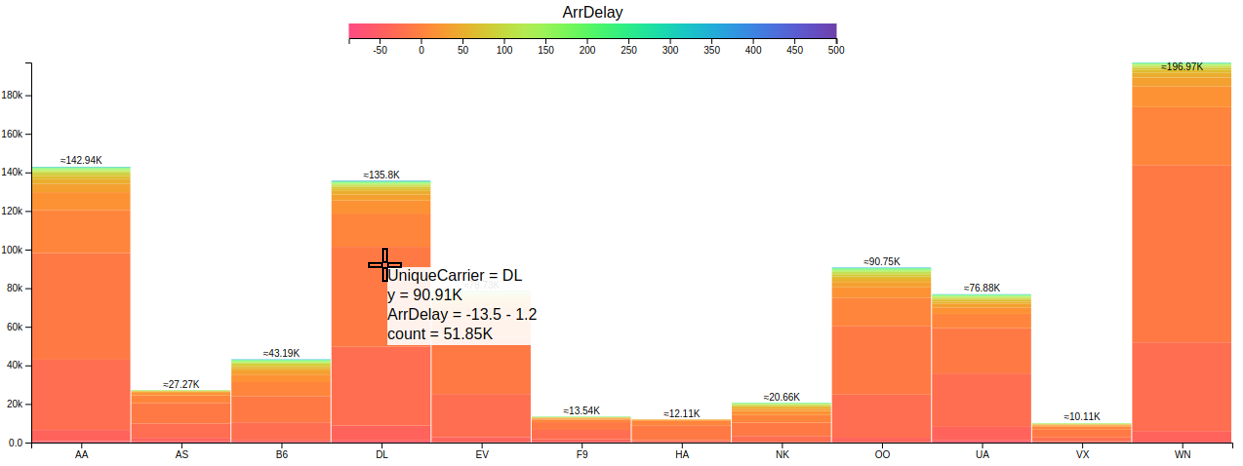 ArrDelay
-50 0 50 100 150 200 250 300 350 400 450 500
≈196.97K
180k
160k
≈142.94K
140k
≈135.8K
120k
100k
≈90.75K
80k
≈76.88K
60k
≈43.19K
40k
≈27.27K
20k
≈20.66K
≈13.54K
≈12.11K
≈10.11K
0.0
UniqueCarrier = DL
y = 90.91K
ArrDelay = -13.5 - 1.2
count = 51.85K
AA AS B6 DL EV F9 HA NK OO UA VX WN